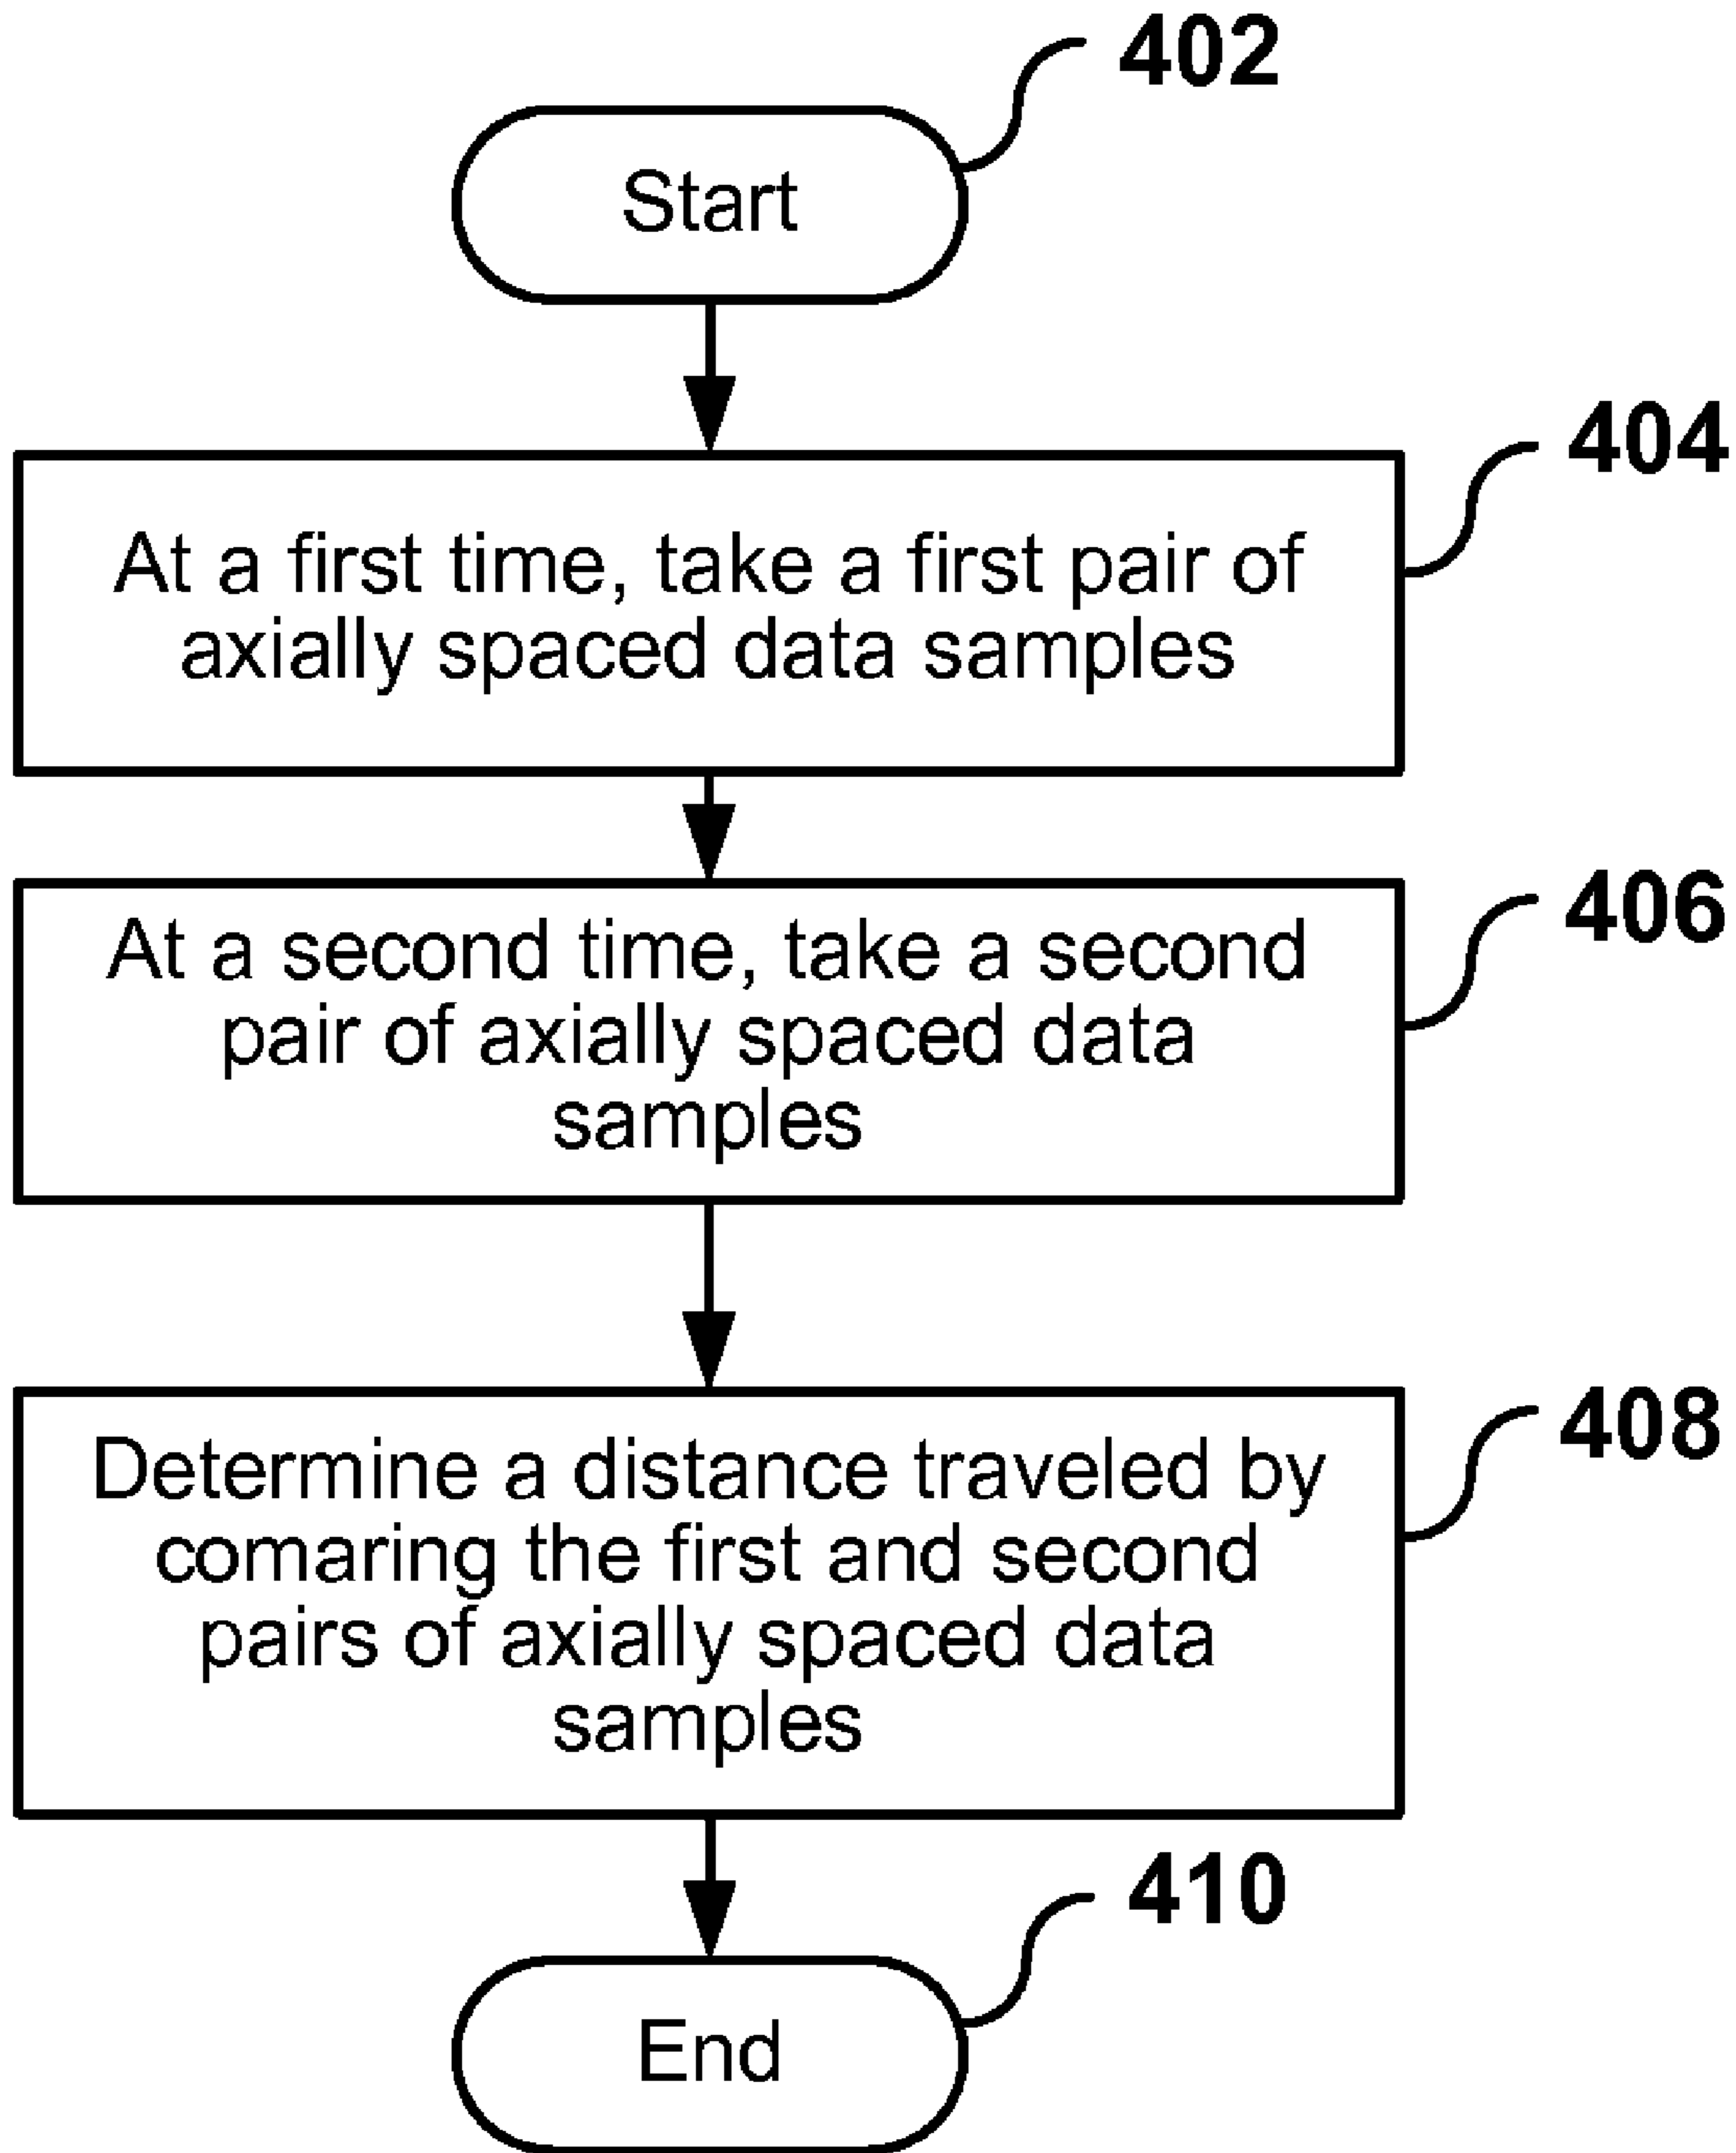 402
Start
404
At a first time, take a first pair of
axially spaced data samples
406
At a second time, take a second
pair of axially spaced data
samples
408
Determine a distance traveled by
comaring the first and second
pairs of axially spaced data
samples
410
End